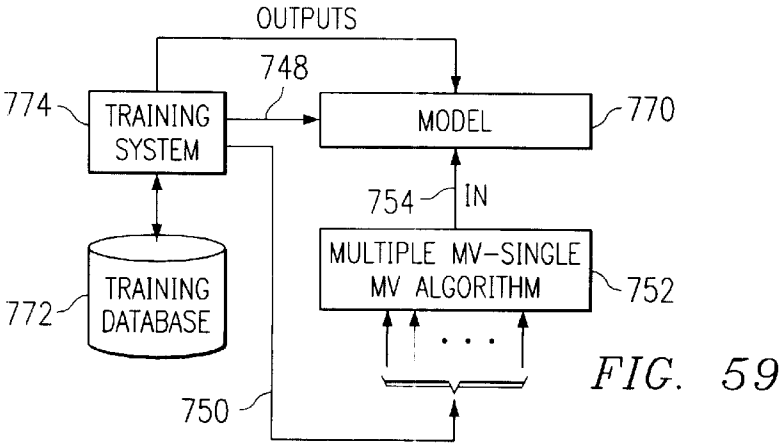 OUTPUTS
748
774
TRAINING
SYSTEM
MODEL
770
754
IN
MULTIPLE MV-SINGLE
MV ALGORITHM
752
772
TRAINING
DATABASE
• • •
750
FIG. 59